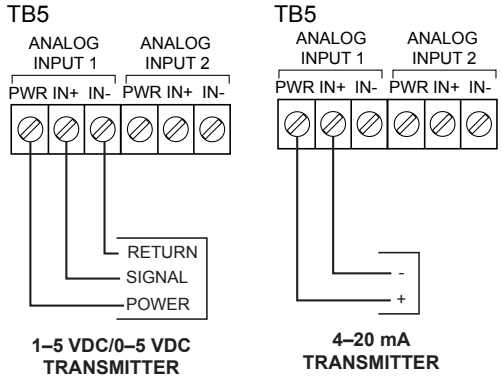 TB5
ANALOG INPUT 1
ANALOG INPUT 2
PWR IN+ IN- PWR IN+ IN-
RETURN
SIGNAL
POWER
1–5 VDC/0–5 VDC
TRANSMITTER
TB5
ANALOG INPUT 1
ANALOG INPUT 2
PWR IN+ IN- PWR IN+ IN-
-
+
4–20 mA
TRANSMITTER